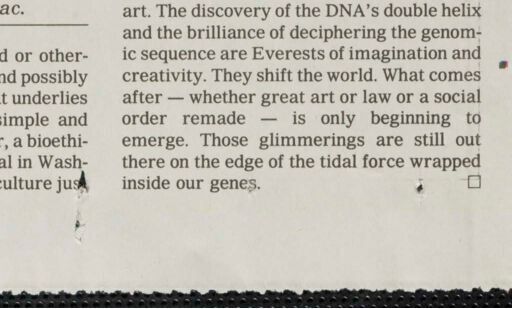 ac.
d or other-
nd possibly
t underlies
simple and
r, a bioethi-
al in Wash-
culture just
art. The discovery of the DNA's double helix
and the brilliance of deciphering the genom-
ic sequence are Everests of imagination and
creativity. They shift the world. What comes
after — whether great art or law or a social
order remade — is only beginning to
emerge. Those glimmerings are still out
there on the edge of the tidal force wrapped
inside our genes. □